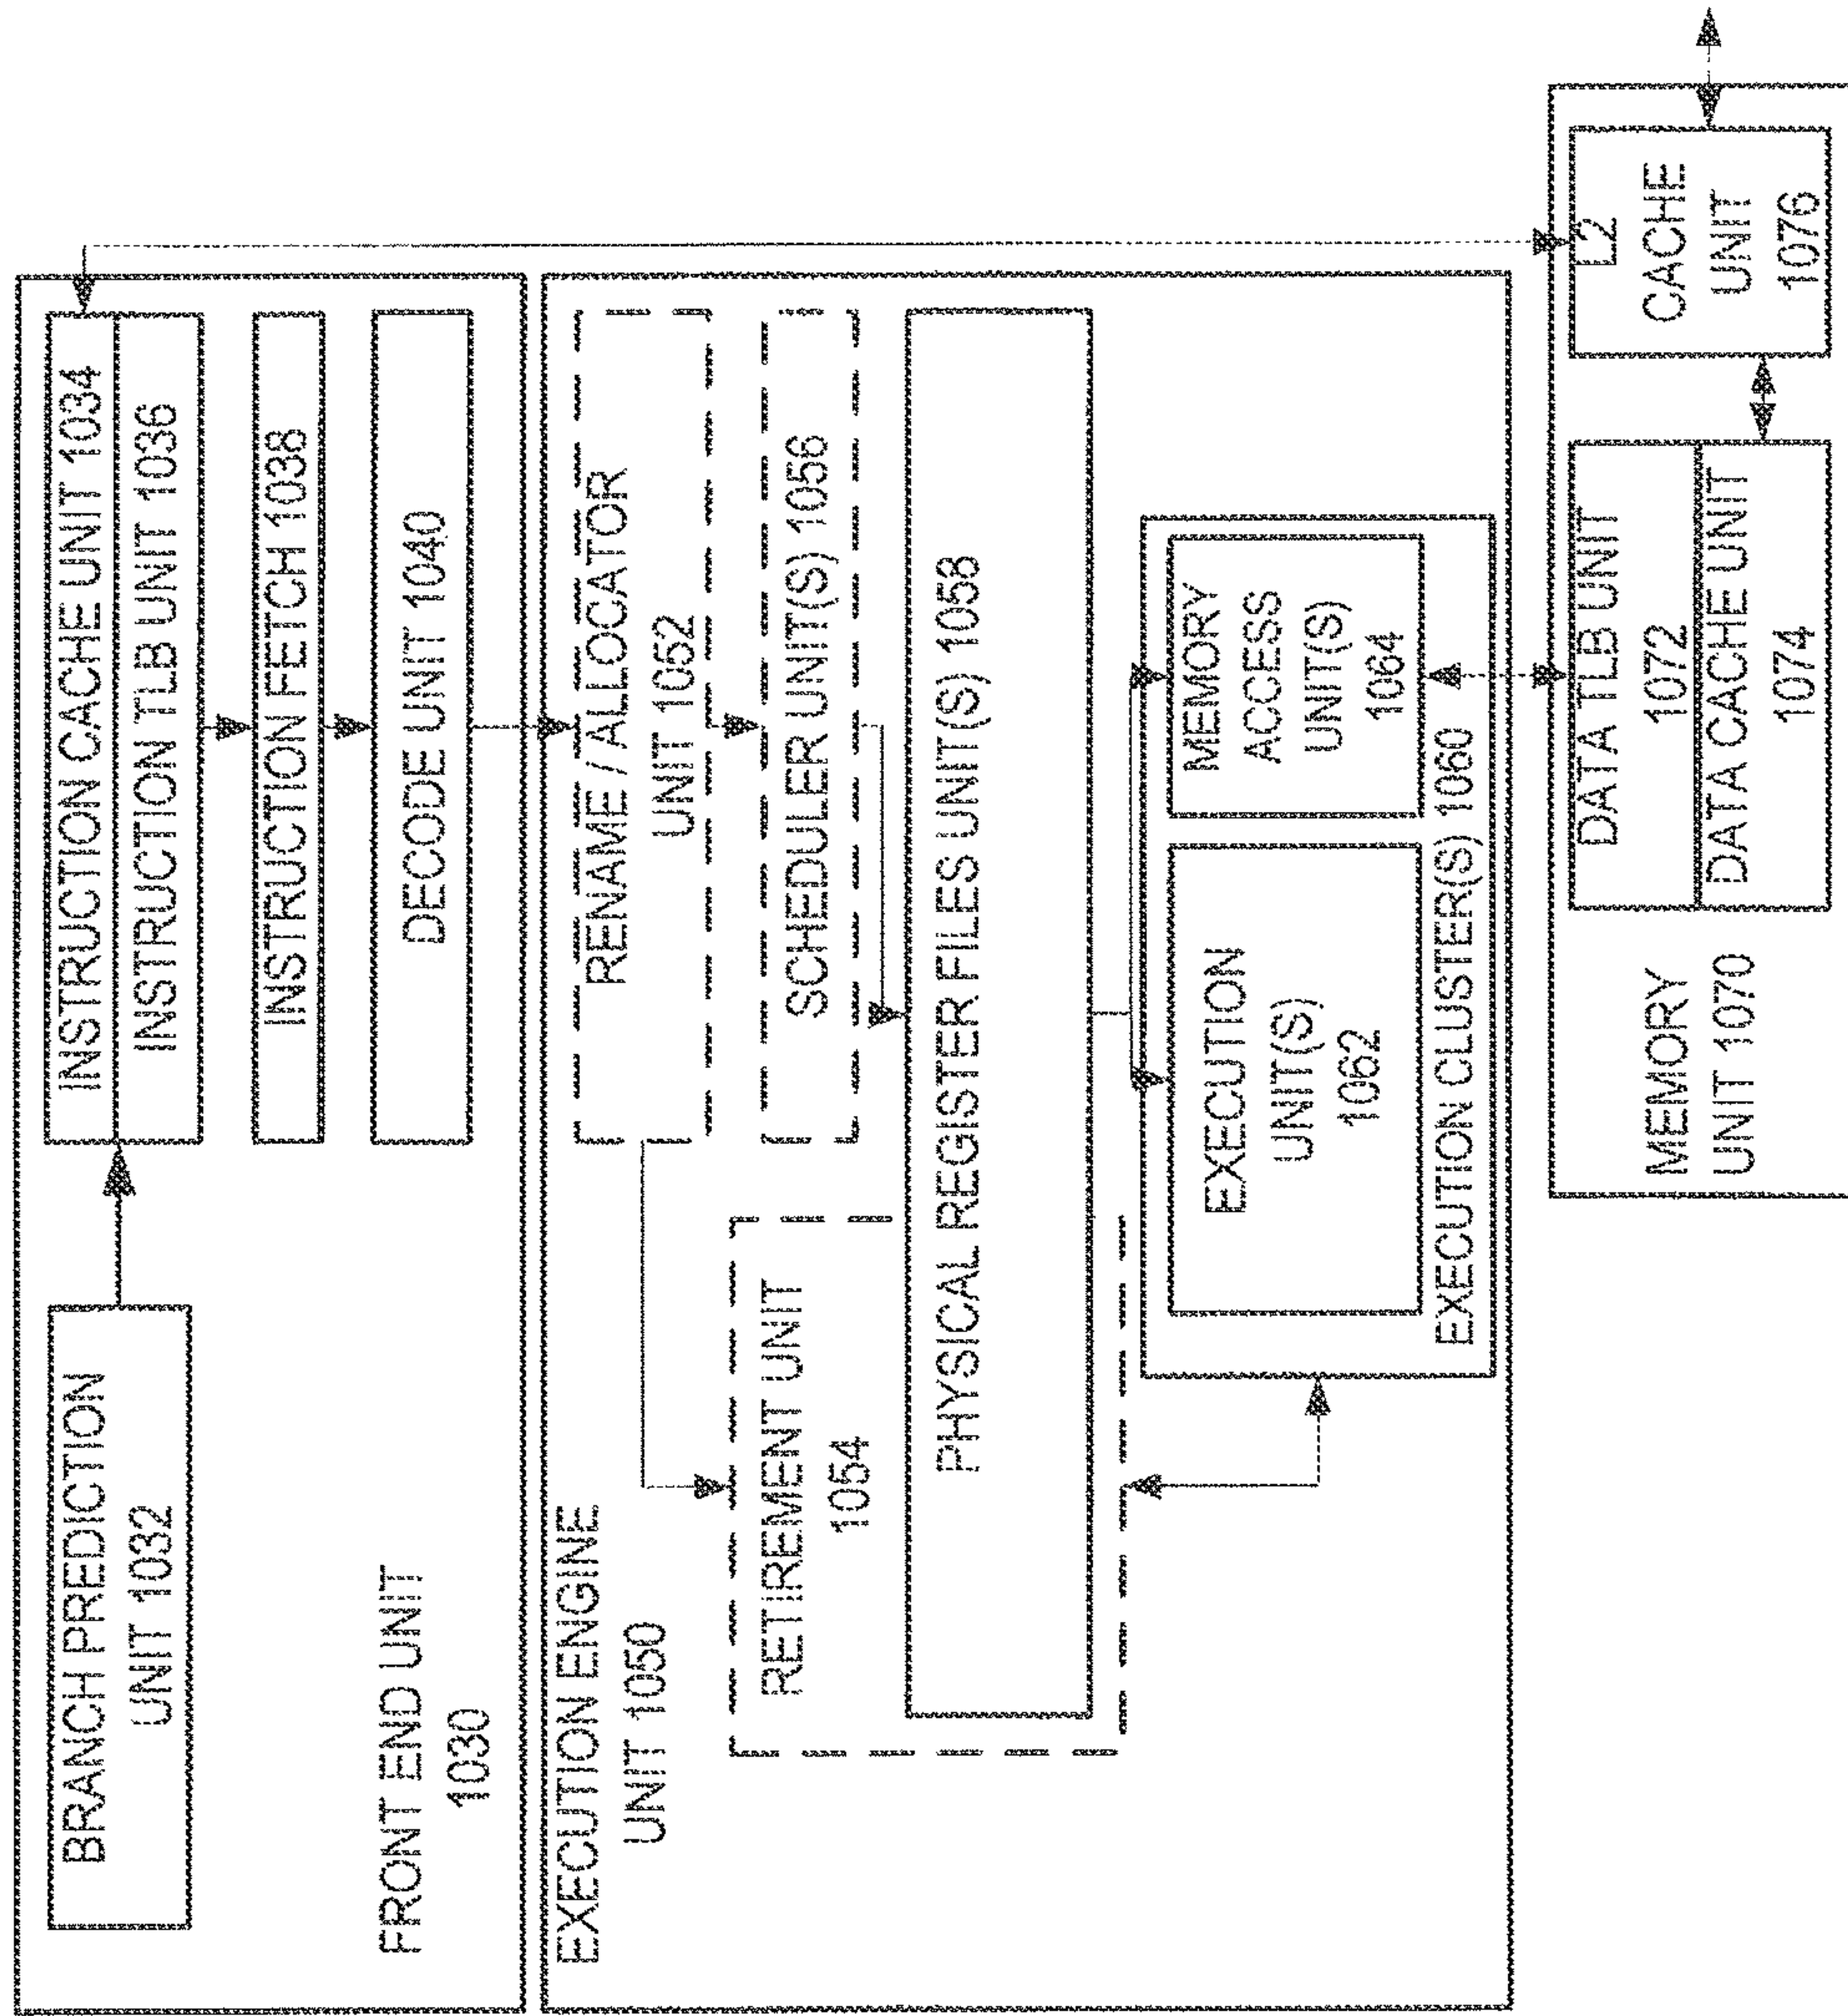 BRANCH PREDICTION
UNIT 1032
INSTRUCTION CACHE UNIT 1034
INSTRUCTION TLB UNIT 1036
INSTRUCTION FETCH 1038
DECODE UNIT 1040
FRONT END UNIT
1030
EXECUTION ENGINE
UNIT 1050
RENAME / ALLOCATOR
UNIT 1052
RETIREMENT UNIT
1054
SCHEDULER UNIT(S) 1056
PHYSICAL REGISTER FILES UNIT(S) 1058
EXECUTION
UNIT(S)
1062
MEMORY
ACCESS
UNIT(S)
1064
EXECUTION CLUSTER(S) 1060
MEMORY
UNIT 1070
DATA TLB UNIT
1072
DATA CACHE UNIT
1074
L2
CACHE
UNIT
1076